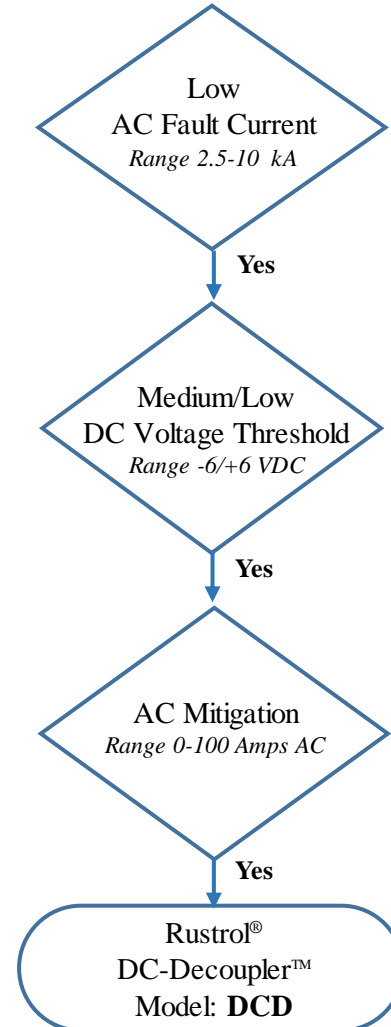 Low
AC Fault Current
Range 2.5-10 kA
Yes
Medium/Low
DC Voltage Threshold
Range -6/+6 VDC
Yes
AC Mitigation
Range 0-100 Amps AC
Yes
Rustrol®
DC-Decoupler™
Model: DCD